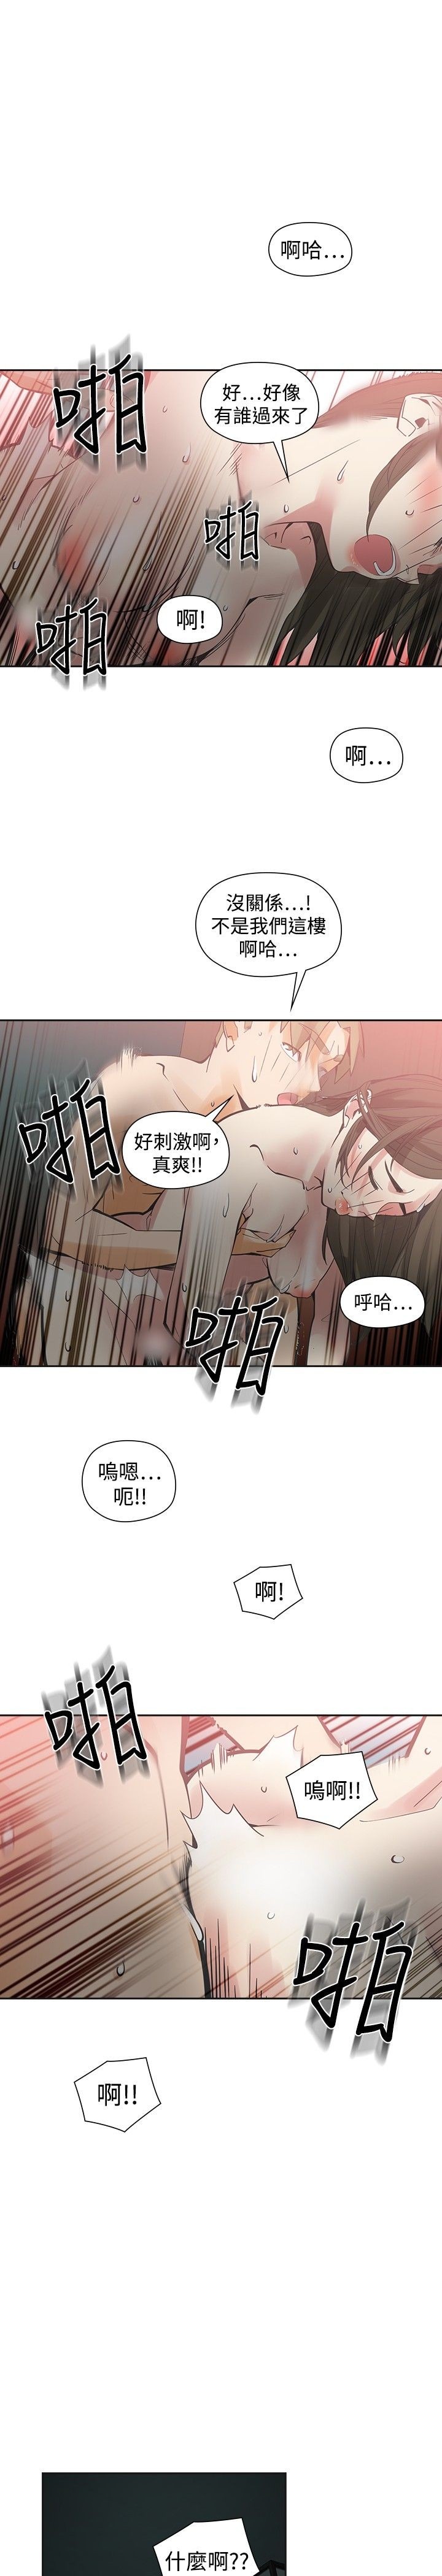 啊哈...
啪
好...好像
有誰過來了
啪
啪
啊!
啊...
沒關係...!
不是我們這樓
啊哈...
啪
好刺激啊,
真爽!!
呼哈...
啪
嗚嗯...
呃!!
啊!
啪
嗚啊!!
啪
啊!!
什麼啊??